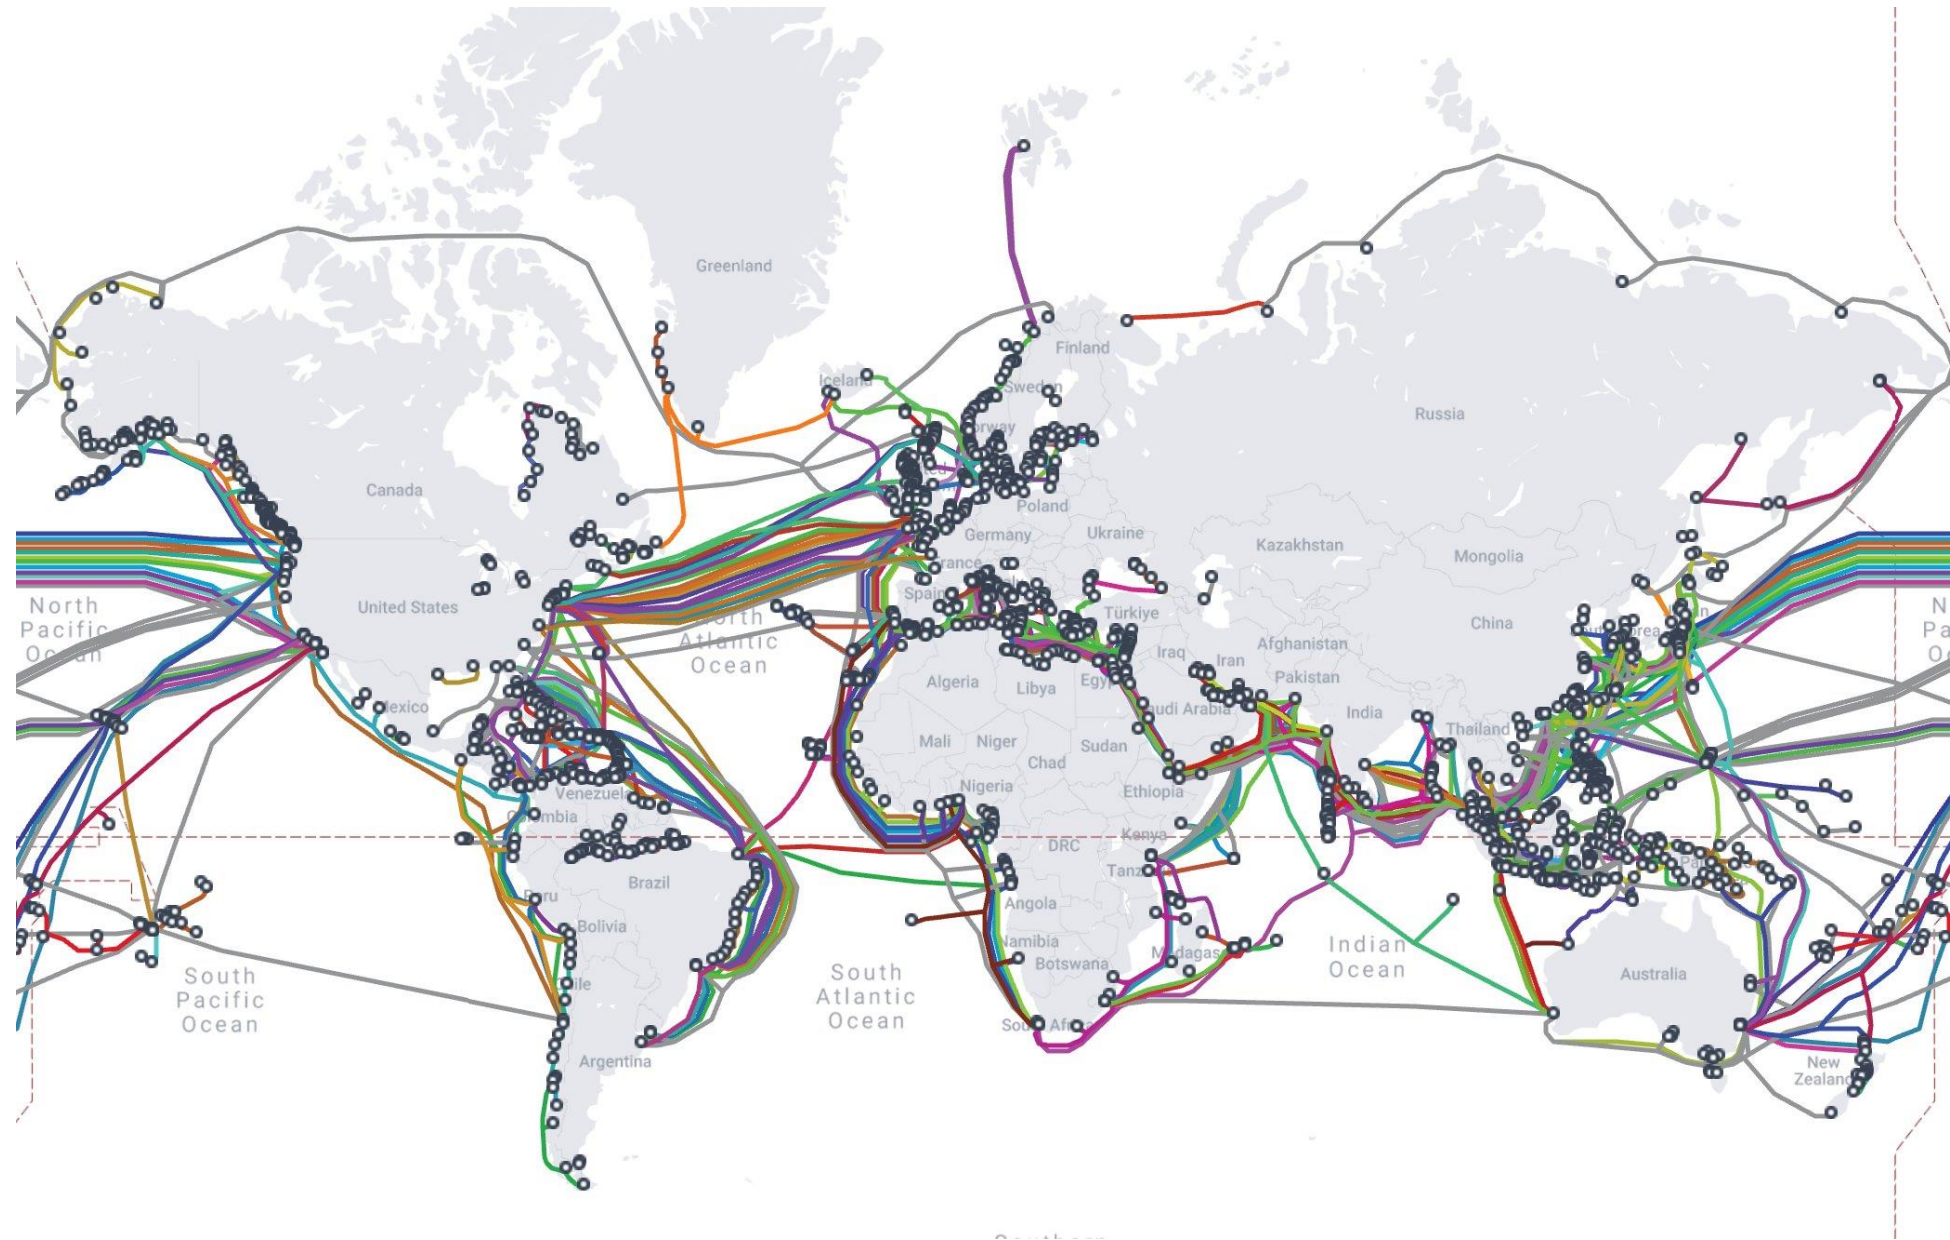 Greenland
Iceland
Finland
Sweden
Russia
Canada
Poland
Germany
Ukraine
Kazakhstan
Mongolia
North
Pacific
Ocean
United States
Atlantic
Ocean
Türkiye
China
Afghanistan
Iraq
Iran
Pakistan
Algeria
Libya
India
Thailand
Mali
Niger
Sudan
Chad
Nigeria
Ethiopia
Venezuela
Kenya
DRC
Brazil
Angola
Bolivia
Namibia
Botswana
South
Pacific
Ocean
South
Atlantic
Ocean
Indian
Ocean
Australia
Argentina
New
Zealand